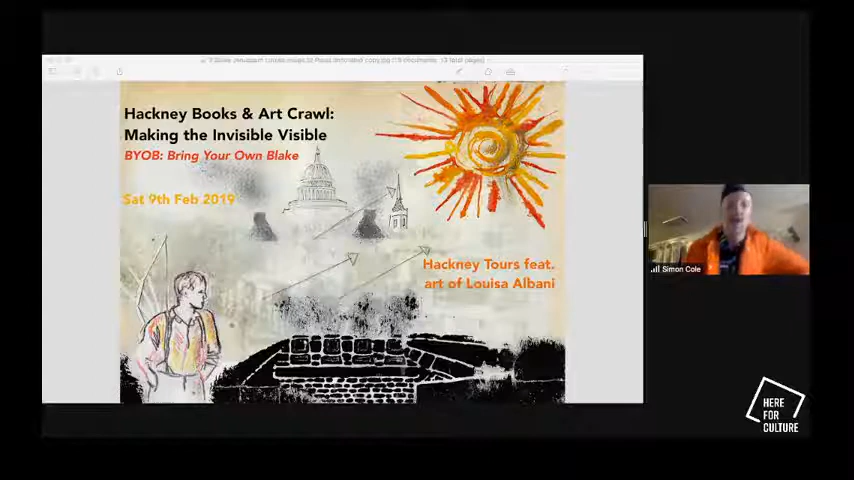 Hackney Books & Art Crawl:
Making the Invisible Visible
BYOB: Bring Your Own Blake
Sat 9th Feb 2019
Hackney Tours feat.
art of Louisa Albani
Simon Cole
HERE
FOR
CULTURE